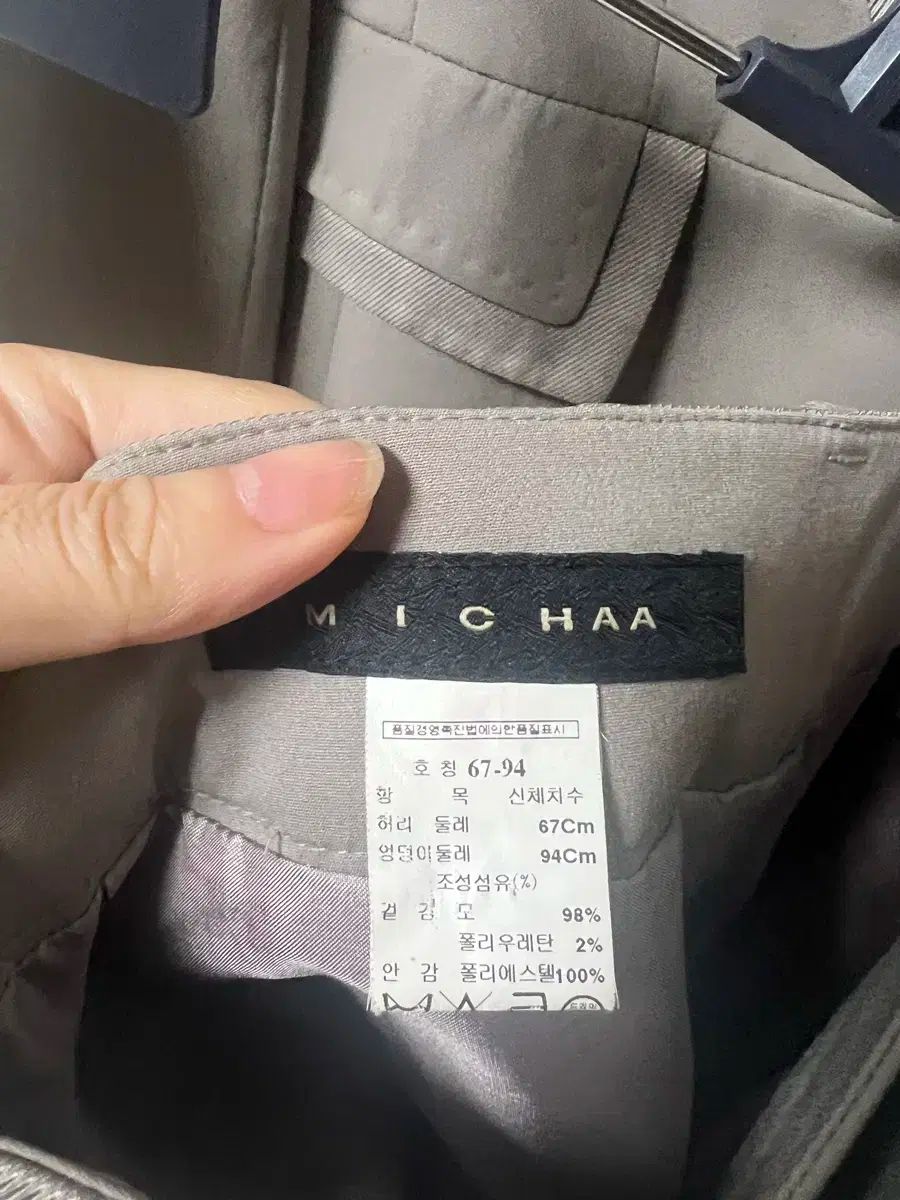 MICHAA
품질경영촉진법에의한품질표시
호 칭 67-94
항 목 신체치수
허리 둘레 67Cm
엉덩이둘레 94Cm
조성섬유(%)
겉 감 모 98%
폴리우레탄 2%
안 감 폴리에스텔100%